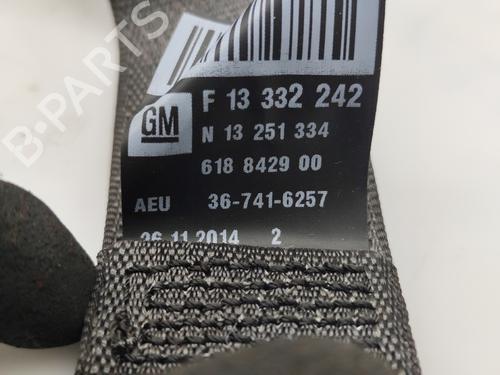 B-PARTS
F 13 332 242
GM
N 13 251 334
618 8429 00
AEU 36-741-6257
26.11.2014 2